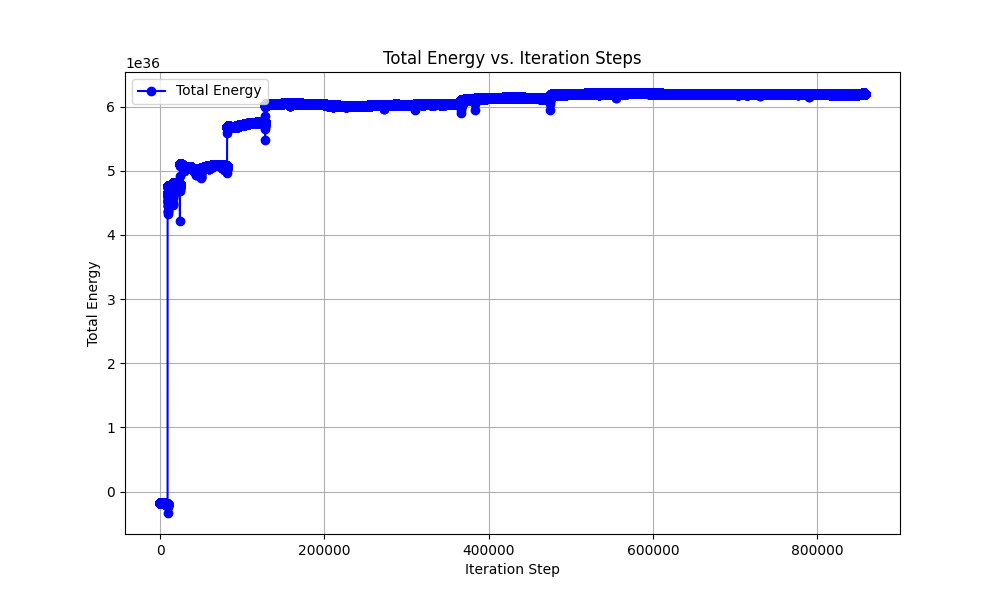 Total Energy vs. Iteration Steps
1e36
Total Energy
6
5
4
3
2
1
0
Total Energy
0 200000 400000 600000 800000
Iteration Step